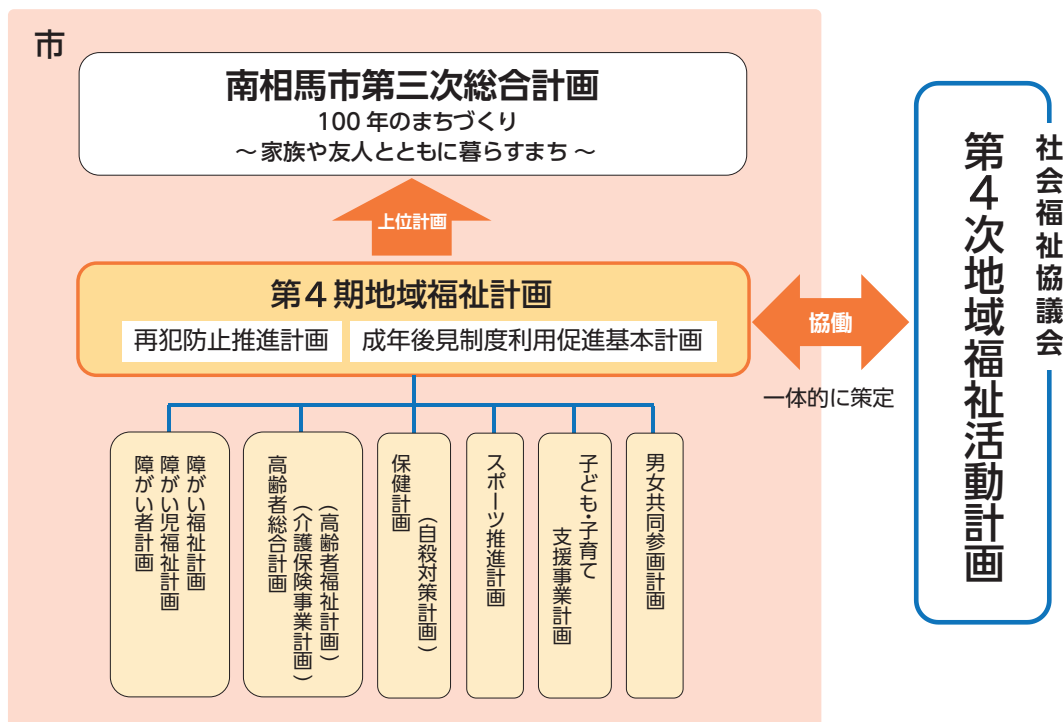 市
南相馬市第三次総合計画
100 年のまちづくり
～家族や友人とともに暮らすまち～
上位計画
第4期地域福祉計画
再犯防止推進計画
成年後見制度利用促進基本計画
協働
一体的に策定
社会福祉協議会
第4次地域福祉活動計画
障がい福祉計画
障がい児福祉計画
障がい者計画
（高齢者福祉計画）
（介護保険事業計画）
高齢者総合計画
（自殺対策計画）
保健計画
スポーツ推進計画
子ども・子育て
支援事業計画
男女共同参画計画